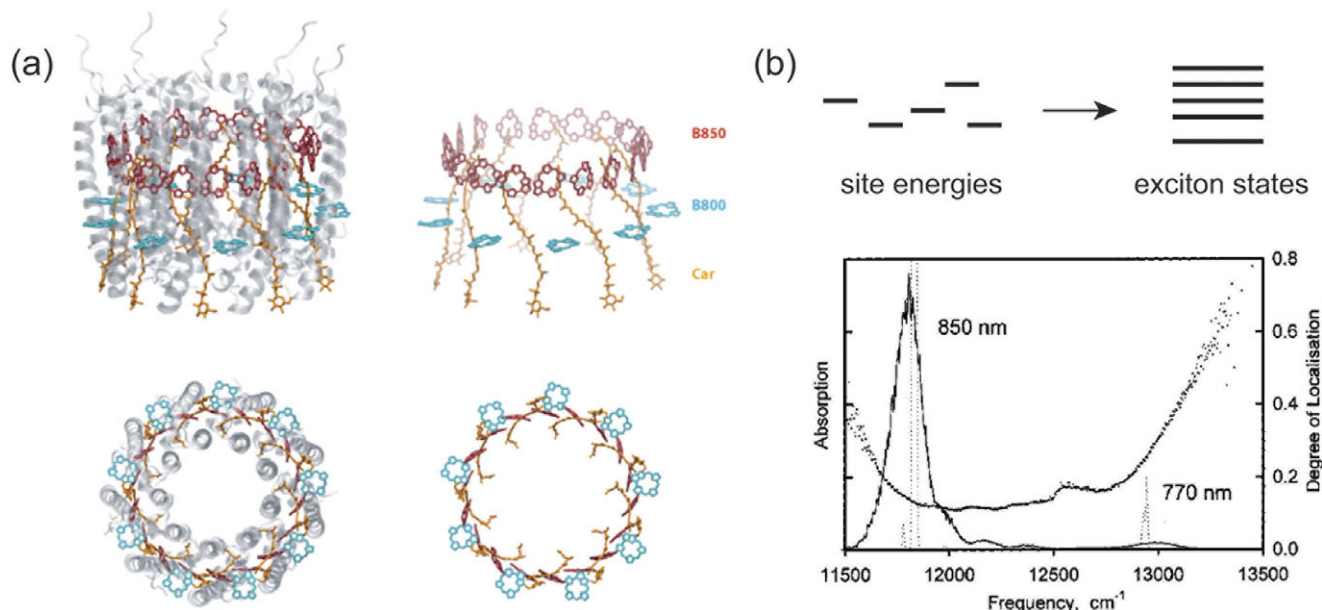 (a)
B850
B800
Car
(b)
site energies
exciton states
850 nm
770 nm
Absorption
Degree of Localisation
0.8
0.6
0.4
0.2
0.0
11500 12000 12500 13000 13500
Frequency, cm⁻¹